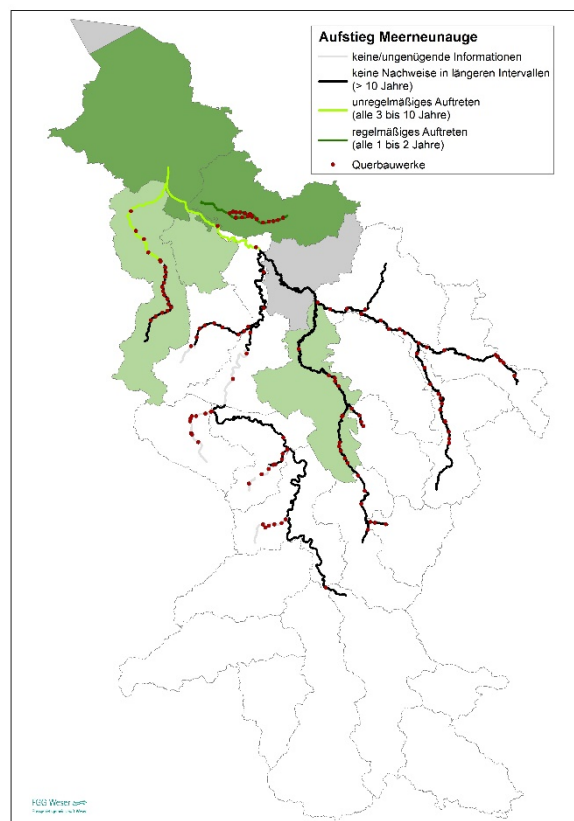 Aufstieg Meerneunauge
keine/ungenügende Informationen
keine Nachweise in längeren Intervallen
(> 10 Jahre)
unregelmäßiges Auftreten
(alle 3 bis 10 Jahre)
regelmäßiges Auftreten
(alle 1 bis 2 Jahre)
Querbauwerke
FGG Weser